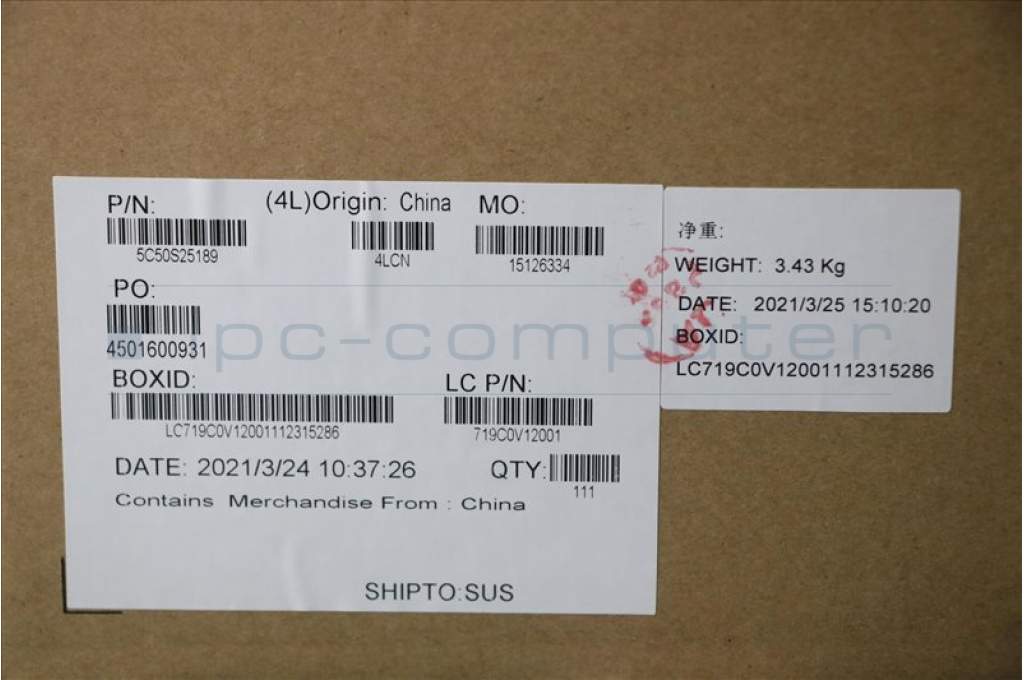 P/N: (4L)Origin: China MO:
5C50S25189 4LCN 15126334
PO:
4501600931
BOXID: LC P/N:
LC719C0V12001112315286 719C0V12001
DATE: 2021/3/24 10:37:26 QTY:
111
Contains Merchandise From : China
SHIPTO:SUS
净重:
WEIGHT: 3.43 Kg
DATE: 2021/3/25 15:10:20
BOXID:
LC719C0V12001112315286
pc-computer